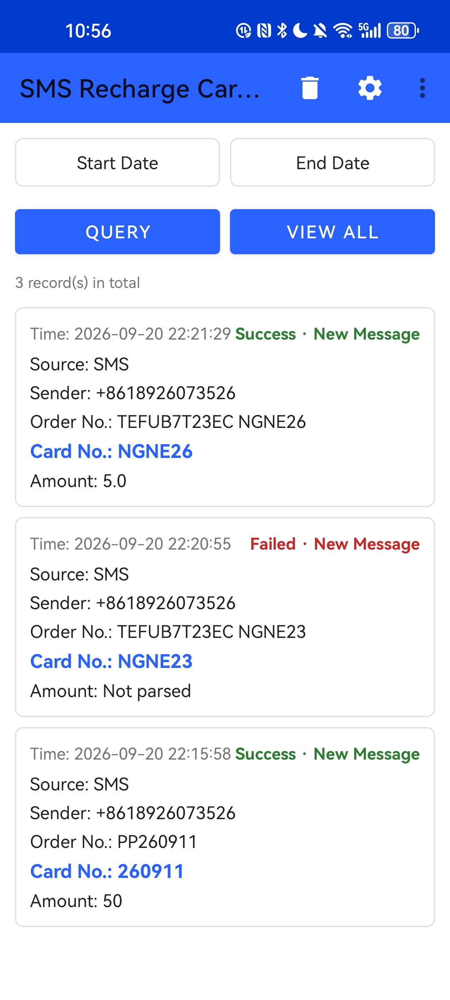 10:56
5G
80
SMS Recharge Car...
Start Date
End Date
QUERY
VIEW ALL
3 record(s) in total
Time: 2026-09-20 22:21:29 Success · New Message
Source: SMS
Sender: +8618926073526
Order No.: TEFUB7T23EC NGNE26
Card No.: NGNE26
Amount: 5.0
Time: 2026-09-20 22:20:55 Failed · New Message
Source: SMS
Sender: +8618926073526
Order No.: TEFUB7T23EC NGNE23
Card No.: NGNE23
Amount: Not parsed
Time: 2026-09-20 22:15:58 Success · New Message
Source: SMS
Sender: +8618926073526
Order No.: PP260911
Card No.: 260911
Amount: 50